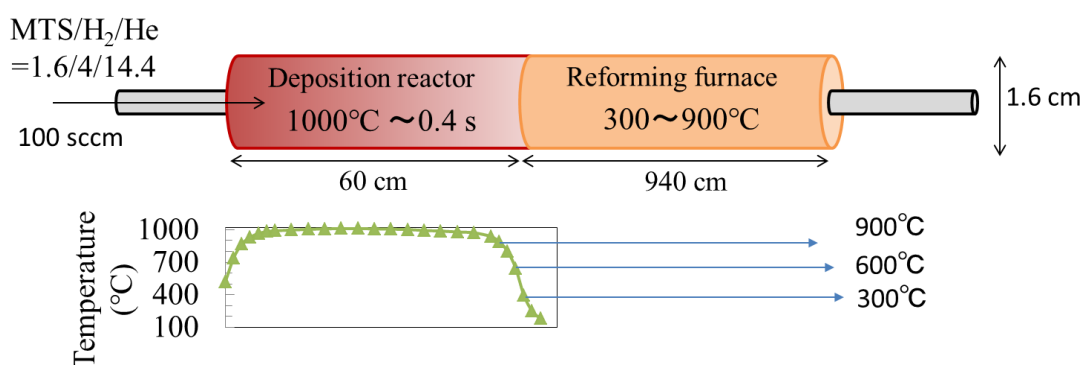 MTS/H₂/He
=1.6/4/14.4
100 sccm
Deposition reactor
1000℃ ～0.4 s
Reforming furnace
300～900℃
1.6 cm
60 cm
940 cm
Temperature
(℃)
1000
700
400
100
900℃
600℃
300℃